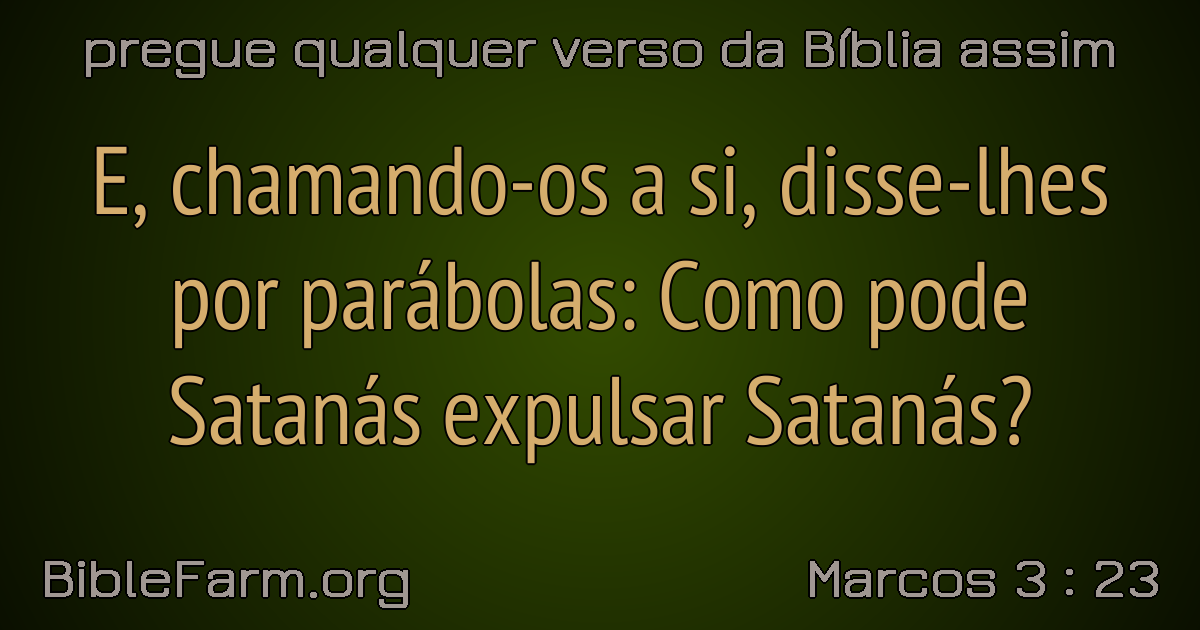 pregue qualquer verso da Bíblia assim
E, chamando-os a si, disse-lhes
por parábolas: Como pode
Satanás expulsar Satanás?
BibleFarm.org
Marcos 3 : 23